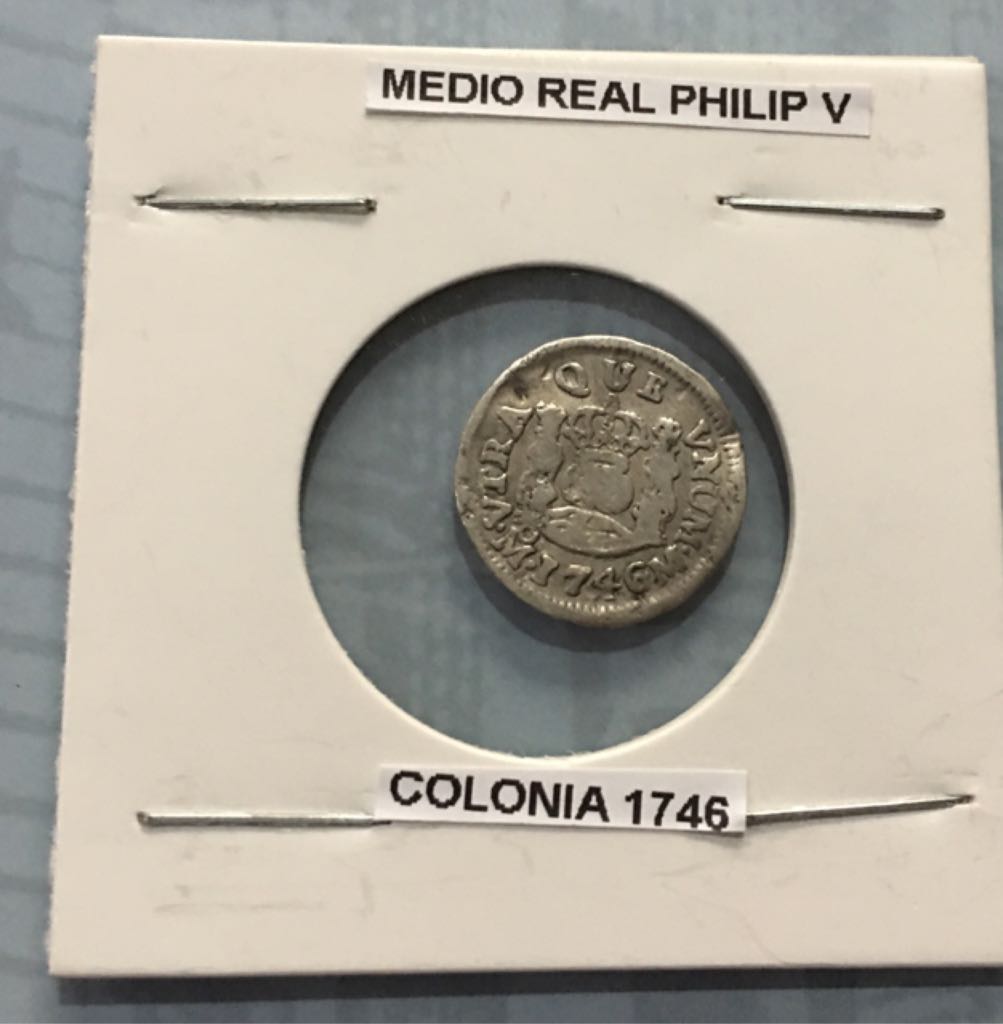 MEDIO REAL PHILIP V
VTRA QUE VNUM
M 1746 M
COLONIA 1746